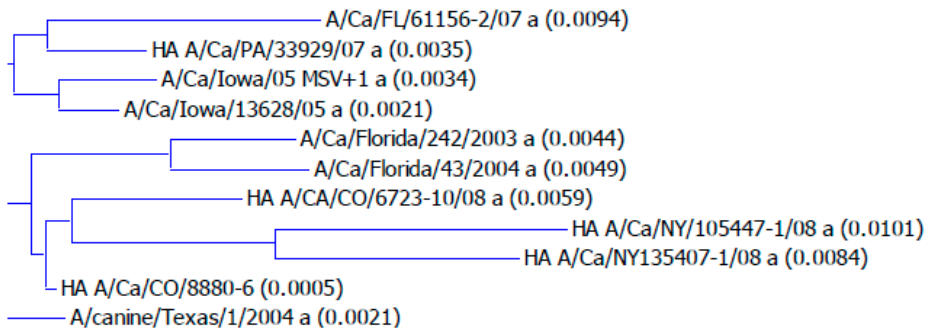 A/Ca/FL/61156-2/07 a (0.0094)
HA A/Ca/PA/33929/07 a (0.0035)
A/Ca/Iowa/05 MSV+1 a (0.0034)
A/Ca/Iowa/13628/05 a (0.0021)
A/Ca/Florida/242/2003 a (0.0044)
A/Ca/Florida/43/2004 a (0.0049)
HA A/CA/CO/6723-10/08 a (0.0059)
HA A/Ca/NY/105447-1/08 a (0.0101)
HA A/Ca/NY135407-1/08 a (0.0084)
HA A/Ca/CO/8880-6 (0.0005)
A/canine/Texas/1/2004 a (0.0021)